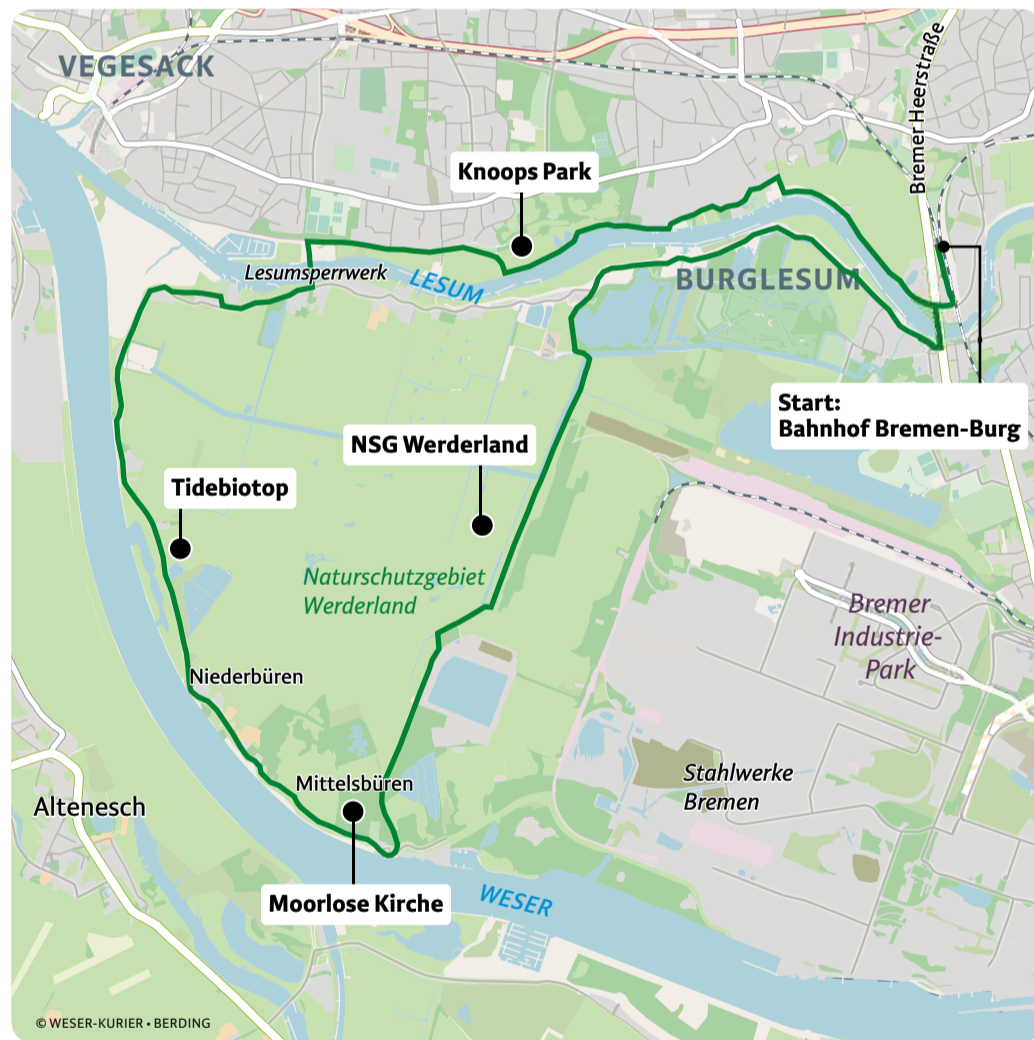 VEGESACK
Bremer Heerstraße
Knoops Park
Lesumsperrwerk
LESUM
BURGLESUM
Start:
Bahnhof Bremen-Burg
NSG Werderland
Tidebiotop
Naturschutzgebiet
Werderland
Bremer
Industrie-
Park
Niederbüren
Mittelsbüren
Stahlwerke
Bremen
Altenesch
Moorlose Kirche
WESER
© WESER-KURIER • BERDING